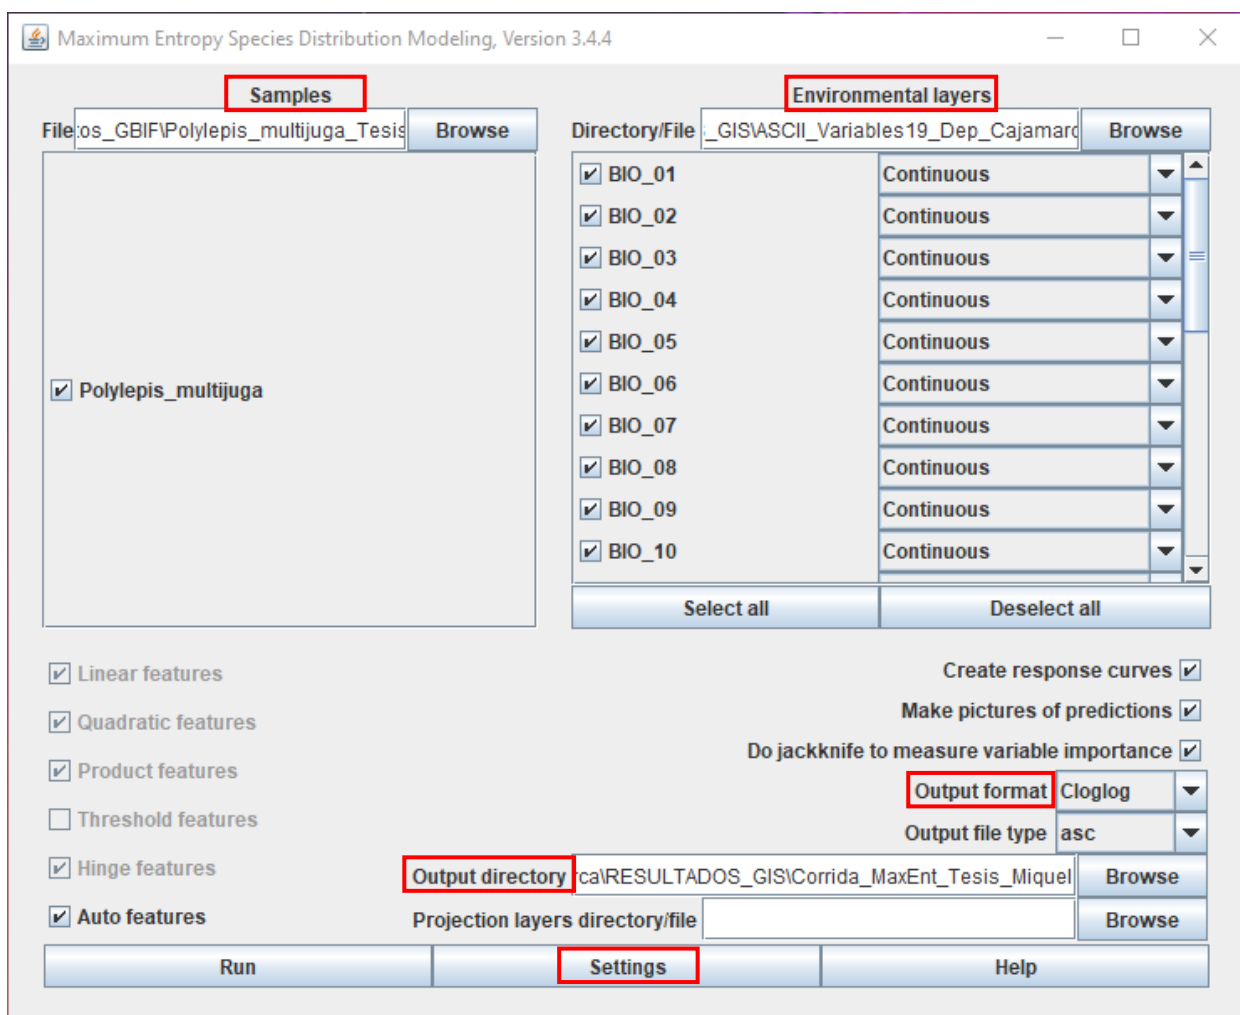 Maximum Entropy Species Distribution Modeling, Version 3.4.4
Samples
File :os_GBIF\Polylepis_multijuga_Tesis Browse
Polylepis_multijuga
Environmental layers
Directory/File _GIS\ASCII_Variables19_Dep_Cajamarc Browse
BIO_01 Continuous
BIO_02 Continuous
BIO_03 Continuous
BIO_04 Continuous
BIO_05 Continuous
BIO_06 Continuous
BIO_07 Continuous
BIO_08 Continuous
BIO_09 Continuous
BIO_10 Continuous
Select all Deselect all
Linear features
Quadratic features
Product features
Threshold features
Hinge features
Auto features
Create response curves
Make pictures of predictions
Do jackknife to measure variable importance
Output format Cloglog
Output file type asc
Output directory rca\RESULTADOS_GIS\Corrida_MaxEnt_Tesis_Miquel Browse
Projection layers directory/file Browse
Run Settings Help